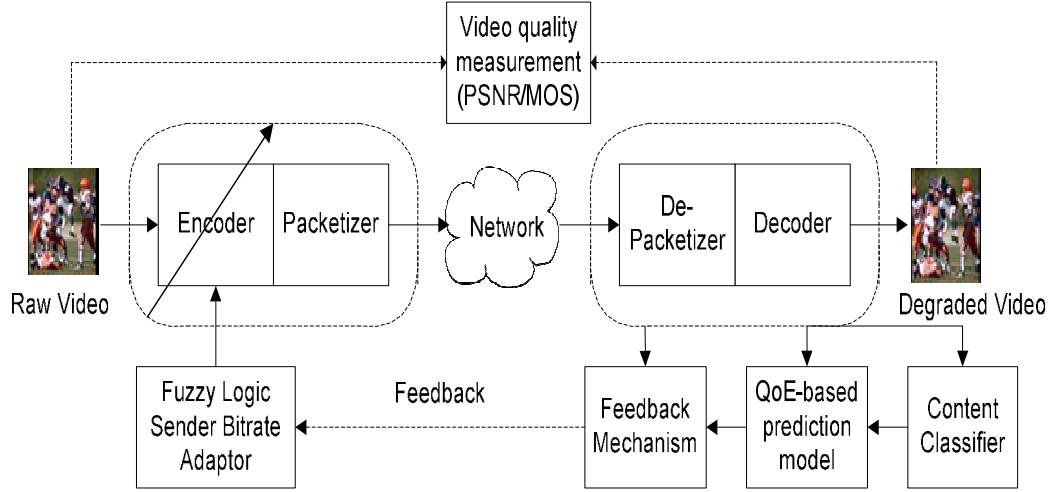 Video quality
measurement
(PSNR/MOS)
Encoder
Packetizer
Network
De-
Packetizer
Decoder
Raw Video
Degraded Video
Fuzzy Logic
Sender Bitrate
Adaptor
Feedback
Feedback
Mechanism
QoE-based
prediction
model
Content
Classifier